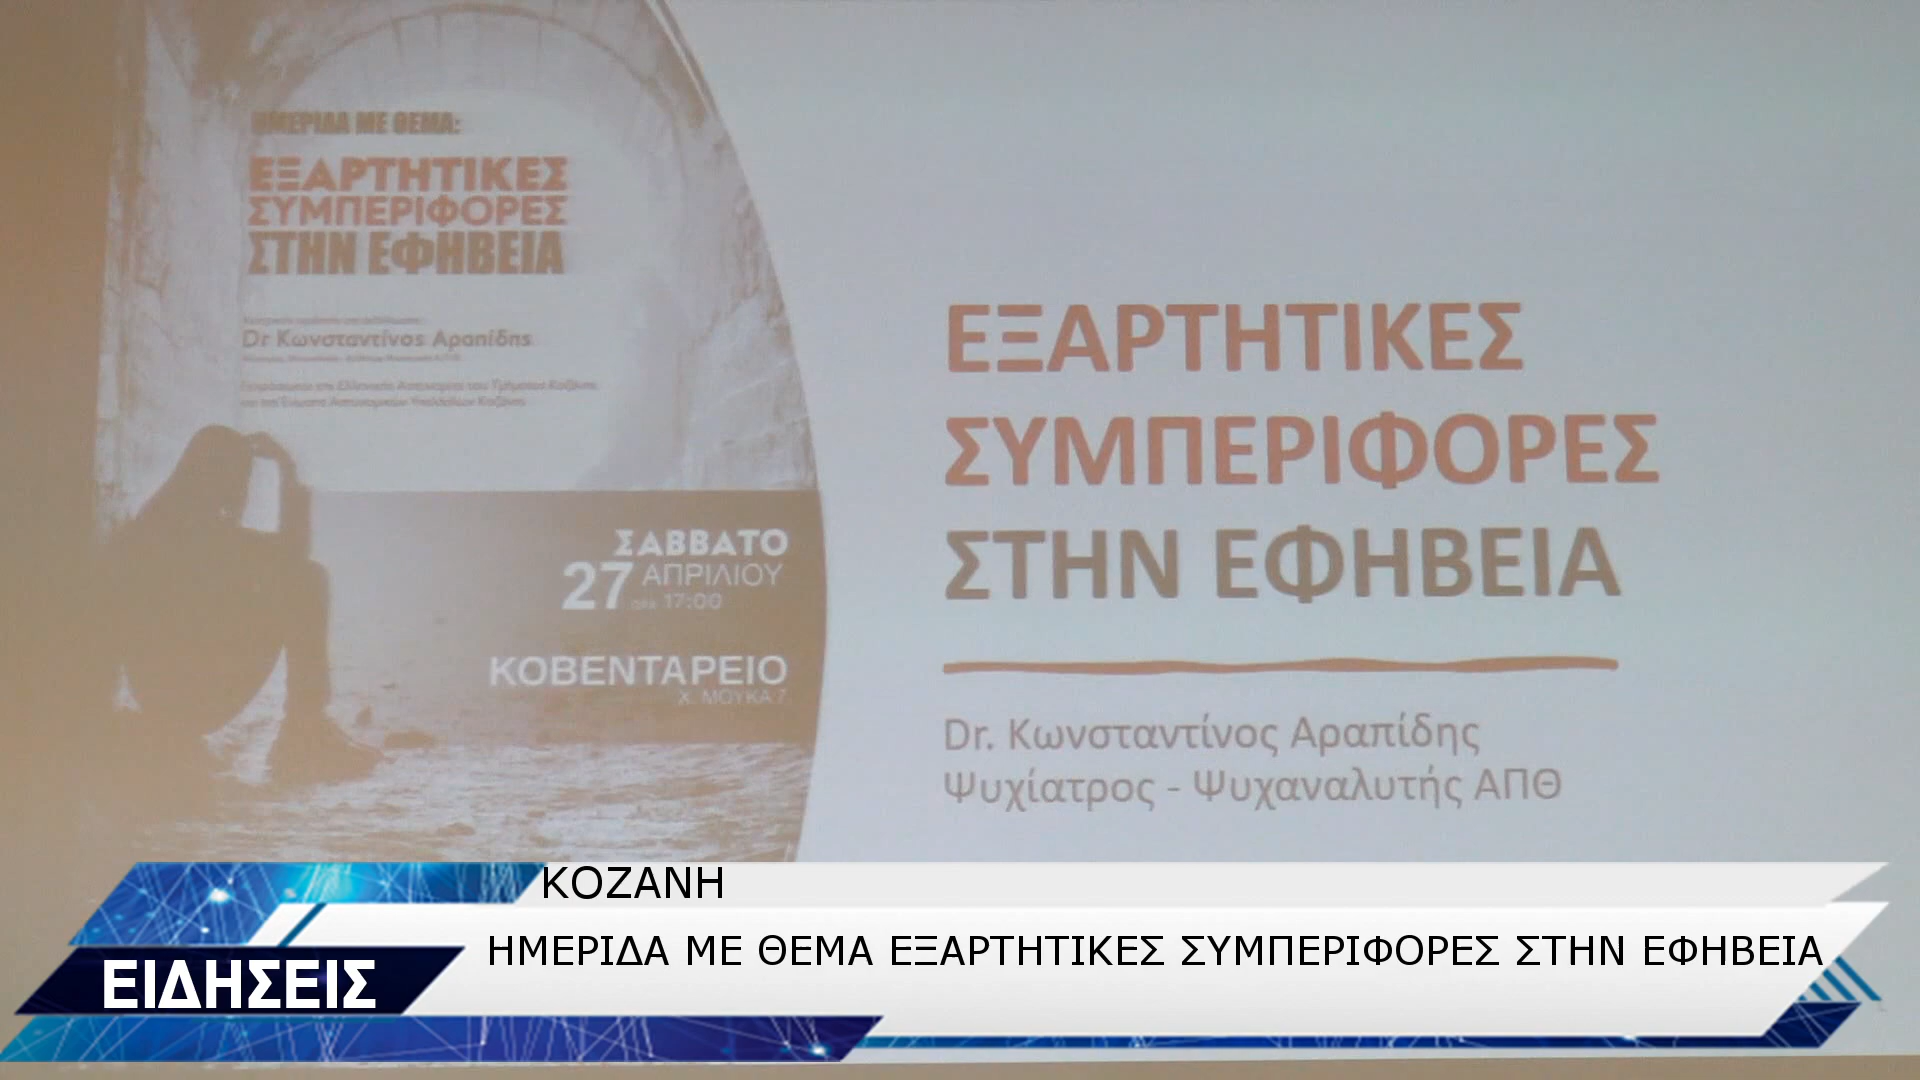 ΗΜΕΡΙΔΑ ΜΕ ΘΕΜΑ:
ΕΞΑΡΤΗΤΙΚΕΣ
ΣΥΜΠΕΡΙΦΟΡΕΣ
ΣΤΗΝ ΕΦΗΒΕΙΑ
Dr Κωνσταντίνος Αραπίδης
ΣΑΒΒΑΤΟ
27 ΑΠΡΙΛΙΟΥ
17:00
ΚΟΒΕΝΤΑΡΕΙΟ
Χ. ΜΟΥΚΑ 7
ΕΞΑΡΤΗΤΙΚΕΣ
ΣΥΜΠΕΡΙΦΟΡΕΣ
ΣΤΗΝ ΕΦΗΒΕΙΑ
Dr. Κωνσταντίνος Αραπίδης
Ψυχίατρος - Ψυχαναλυτής ΑΠΘ
ΚΟΖΑΝΗ
ΗΜΕΡΙΔΑ ΜΕ ΘΕΜΑ ΕΞΑΡΤΗΤΙΚΕΣ ΣΥΜΠΕΡΙΦΟΡΕΣ ΣΤΗΝ ΕΦΗΒΕΙΑ
ΕΙΔΗΣΕΙΣ